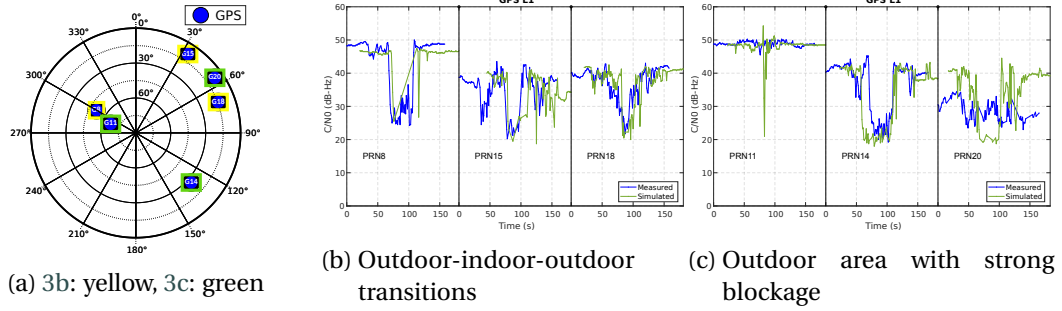 GPS
0°
0°
30°
30°
60°
60°
90°
120°
150°
180°
210°
240°
270°
300°
330°
G15
G20
G18
G11
G14
(a) 3b: yellow, 3c: green
GPS L1
C/N0 (dB-Hz)
60
50
40
30
20
10
0
PRN8
PRN15
PRN18
Measured
Simulated
0 50 100 150 0 50 100 150 0 50 100 150
Time (s)
(b) Outdoor-indoor-outdoor
transitions
GPS L1
C/N0 (dB-Hz)
60
50
40
30
20
10
0
PRN11
PRN14
PRN20
Measured
Simulated
0 50 100 150 0 50 100 150 0 50 100 150
Time (s)
(c) Outdoor area with strong
blockage